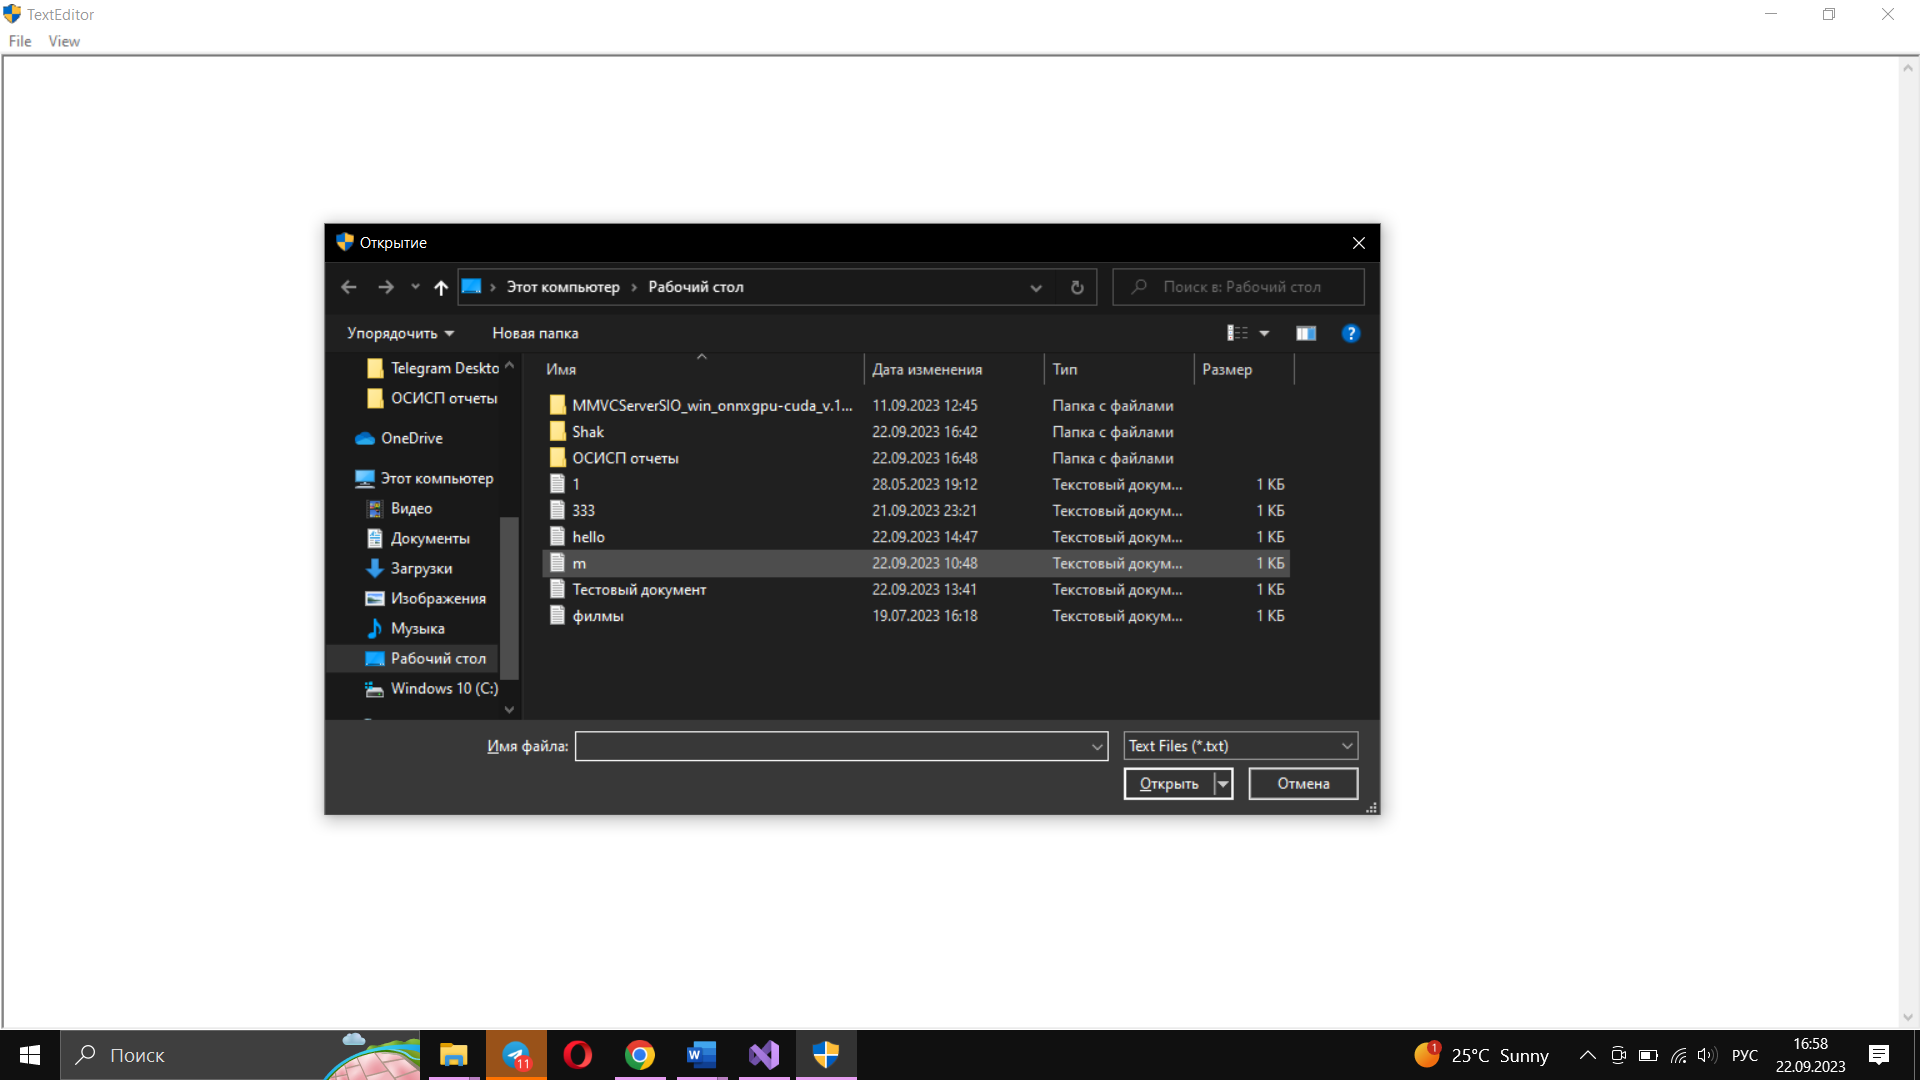 TextEditor
File View
Открытие
Этот компьютер › Рабочий стол
Поиск в: Рабочий стол
Упорядочить Новая папка
Telegram Deskto
ОСИСП отчеты
OneDrive
Этот компьютер
Видео
Документы
Загрузки
Изображения
Музыка
Рабочий стол
Windows 10 (C:)
Имя Дата изменения Тип Размер
MMVCServerSIO_win_onnxgpu-cuda_v.1... 11.09.2023 12:45 Папка с файлами
Shak 22.09.2023 16:42 Папка с файлами
ОСИСП отчеты 22.09.2023 16:48 Папка с файлами
1 28.05.2023 19:12 Текстовый докум... 1 КБ
333 21.09.2023 23:21 Текстовый докум... 1 КБ
hello 22.09.2023 14:47 Текстовый докум... 1 КБ
m 22.09.2023 10:48 Текстовый докум... 1 КБ
Тестовый документ 22.09.2023 13:41 Текстовый докум... 1 КБ
филмы 19.07.2023 16:18 Текстовый докум... 1 КБ
Имя файла: Text Files (*.txt)
Открыть Отмена
Поиск 11 1 25°C Sunny РУС 16:58
22.09.2023